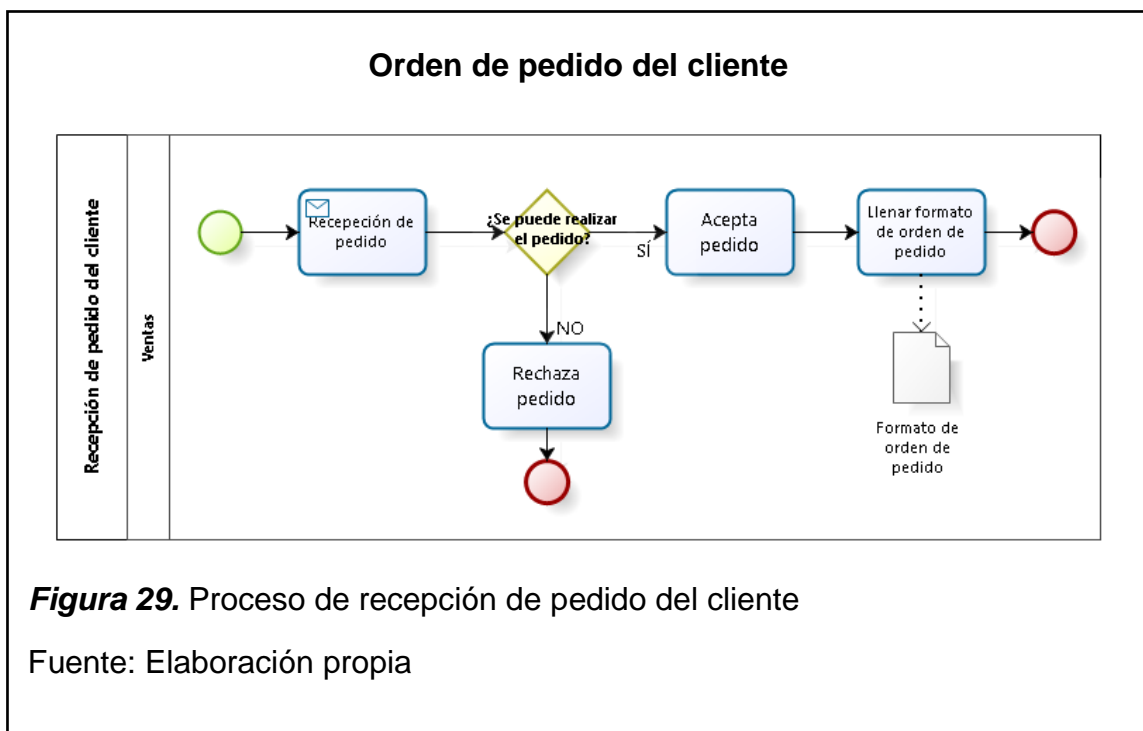 Orden de pedido del cliente
Recepción de pedido del cliente
Ventas
Recepeción de
pedido
¿Se puede realizar
el pedido?
SÍ
Acepta
pedido
Llenar formato
de orden de
pedido
NO
Rechaza
pedido
Formato de
orden de
pedido
Figura 29. Proceso de recepción de pedido del cliente
Fuente: Elaboración propia